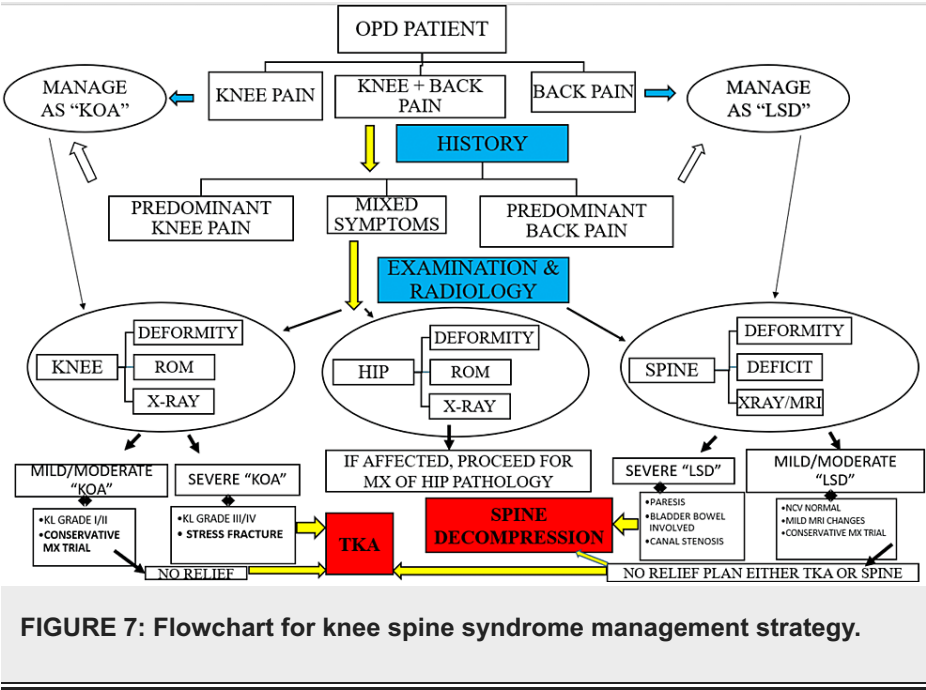 OPD PATIENT
MANAGE
AS “KOA”
KNEE PAIN
KNEE + BACK
PAIN
BACK PAIN
MANAGE
AS “LSD”
HISTORY
PREDOMINANT
KNEE PAIN
MIXED
SYMPTOMS
PREDOMINANT
BACK PAIN
EXAMINATION &
RADIOLOGY
KNEE
DEFORMITY
ROM
X-RAY
HIP
DEFORMITY
ROM
X-RAY
SPINE
DEFORMITY
DEFICIT
XRAY/MRI
MILD/MODERATE
“KOA”
SEVERE “KOA”
IF AFFECTED, PROCEED FOR
MX OF HIP PATHOLOGY
SEVERE “LSD”
MILD/MODERATE
“LSD”
•KL GRADE I/II
•CONSERVATIVE
MX TRIAL
•KL GRADE III/IV
• STRESS FRACTURE
TKA
SPINE
DECOMPRESSION
•PARESIS
•BLADDER BOWEL
INVOLVED
•CANAL STENOSIS
•NCV NORMAL
•MILD MRI CHANGES
•CONSERVATIVE MX TRIAL
NO RELIEF
NO RELIEF PLAN EITHER TKA OR SPINE
FIGURE 7: Flowchart for knee spine syndrome management strategy.